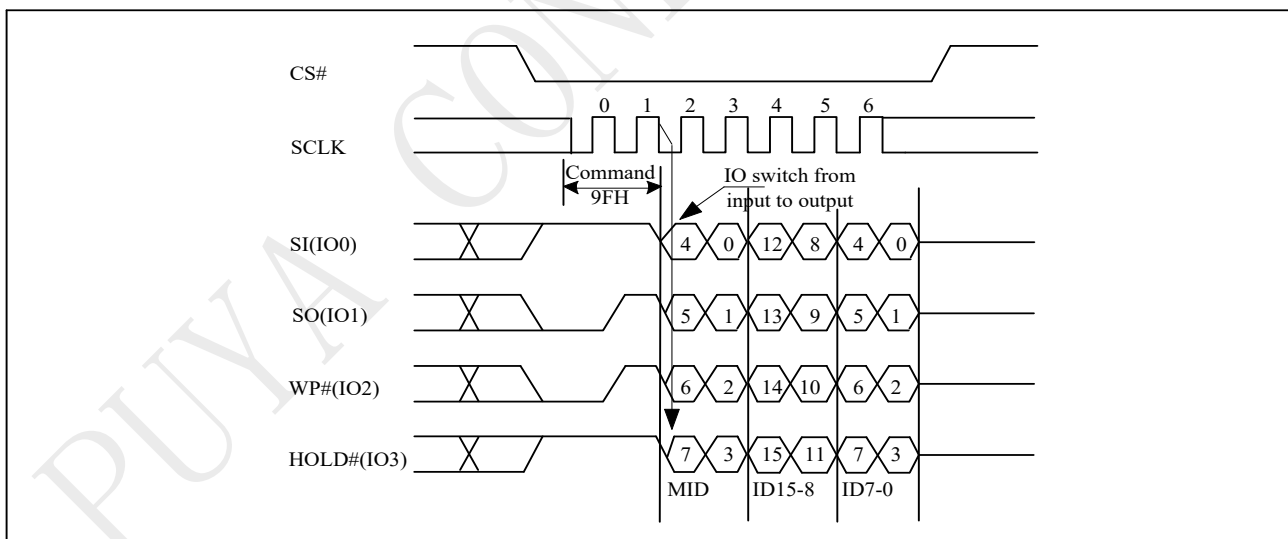 PUYA CON
CS#
0 1 2 3 4 5 6
SCLK
Command
9FH
IO switch from
input to output
SI(IO0)
4 0 12 8 4 0
SO(IO1)
5 1 13 9 5 1
WP#(IO2)
6 2 14 10 6 2
HOLD#(IO3)
7 3 15 11 7 3
MID ID15-8 ID7-0